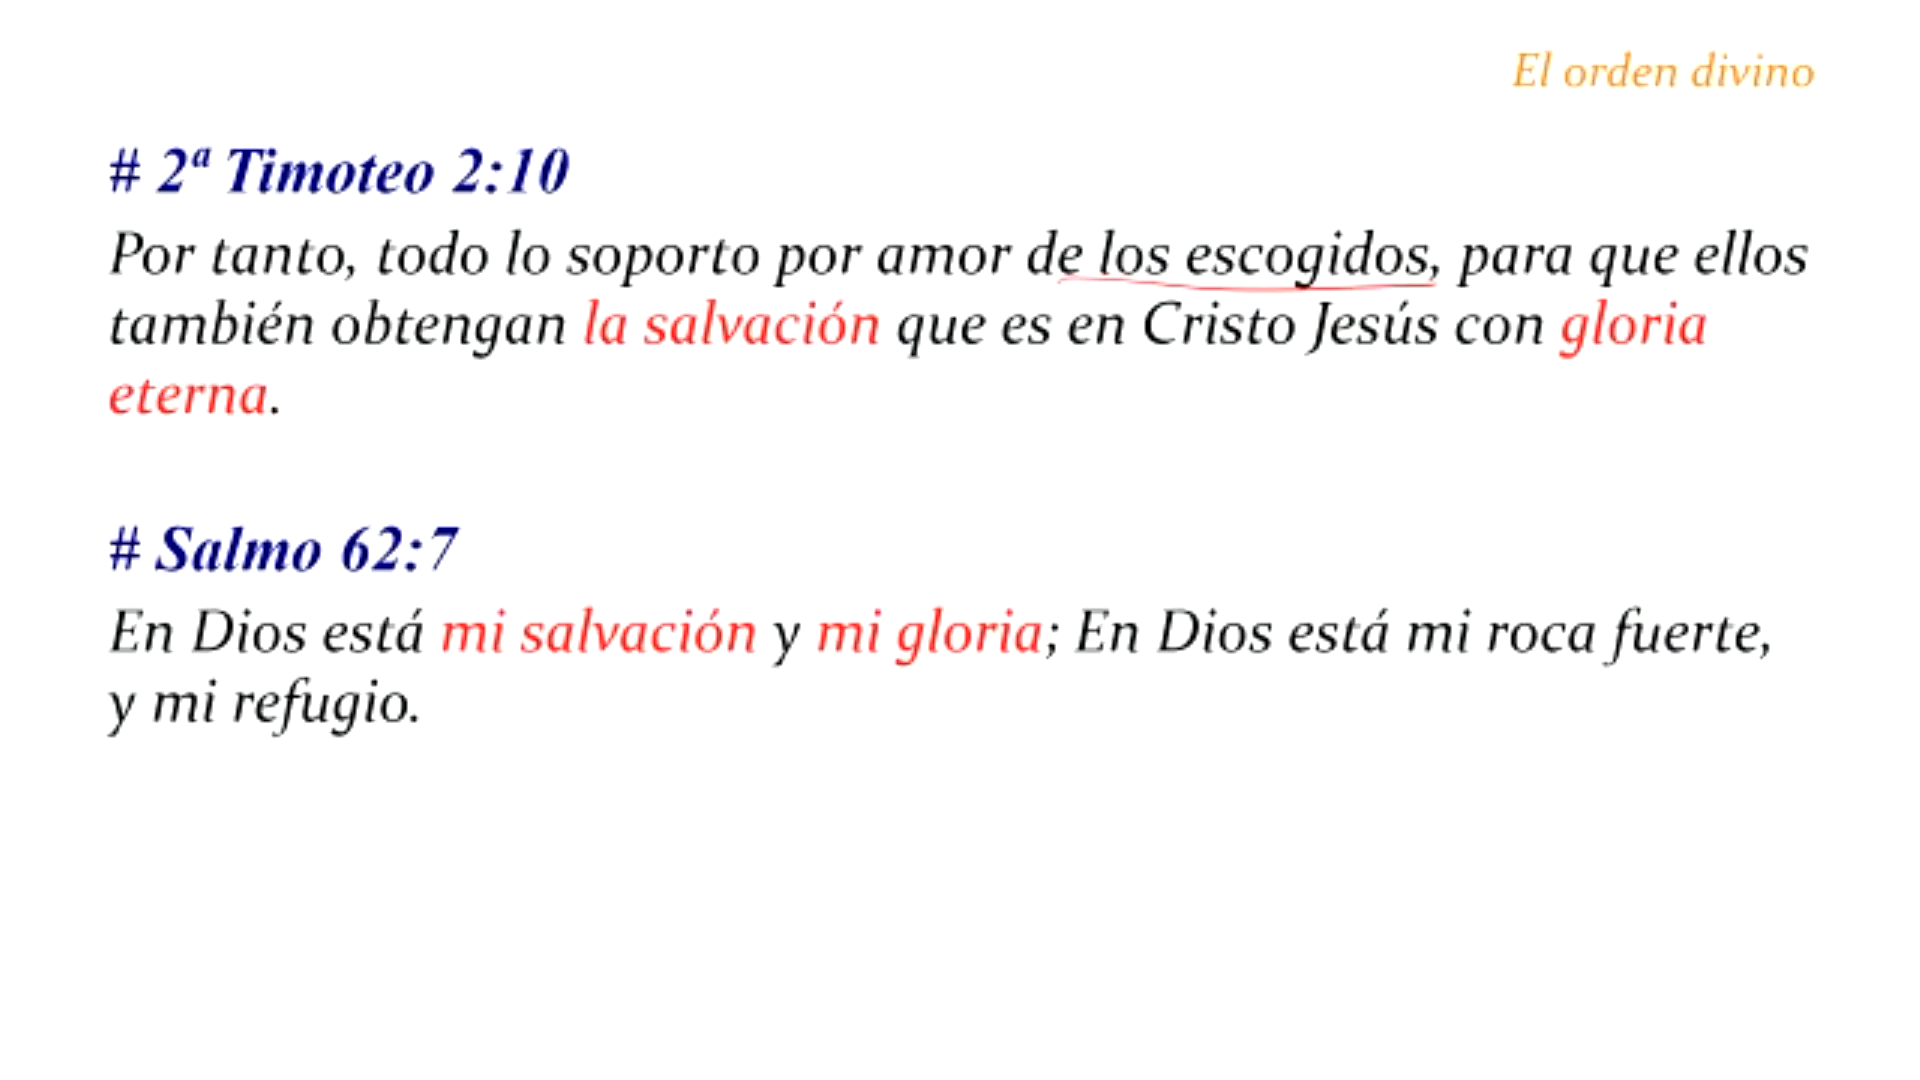 El orden divino
# 2ª Timoteo 2:10
Por tanto, todo lo soporto por amor de los escogidos, para que ellos
también obtengan la salvación que es en Cristo Jesús con gloria
eterna.
# Salmo 62:7
En Dios está mi salvación y mi gloria; En Dios está mi roca fuerte,
y mi refugio.